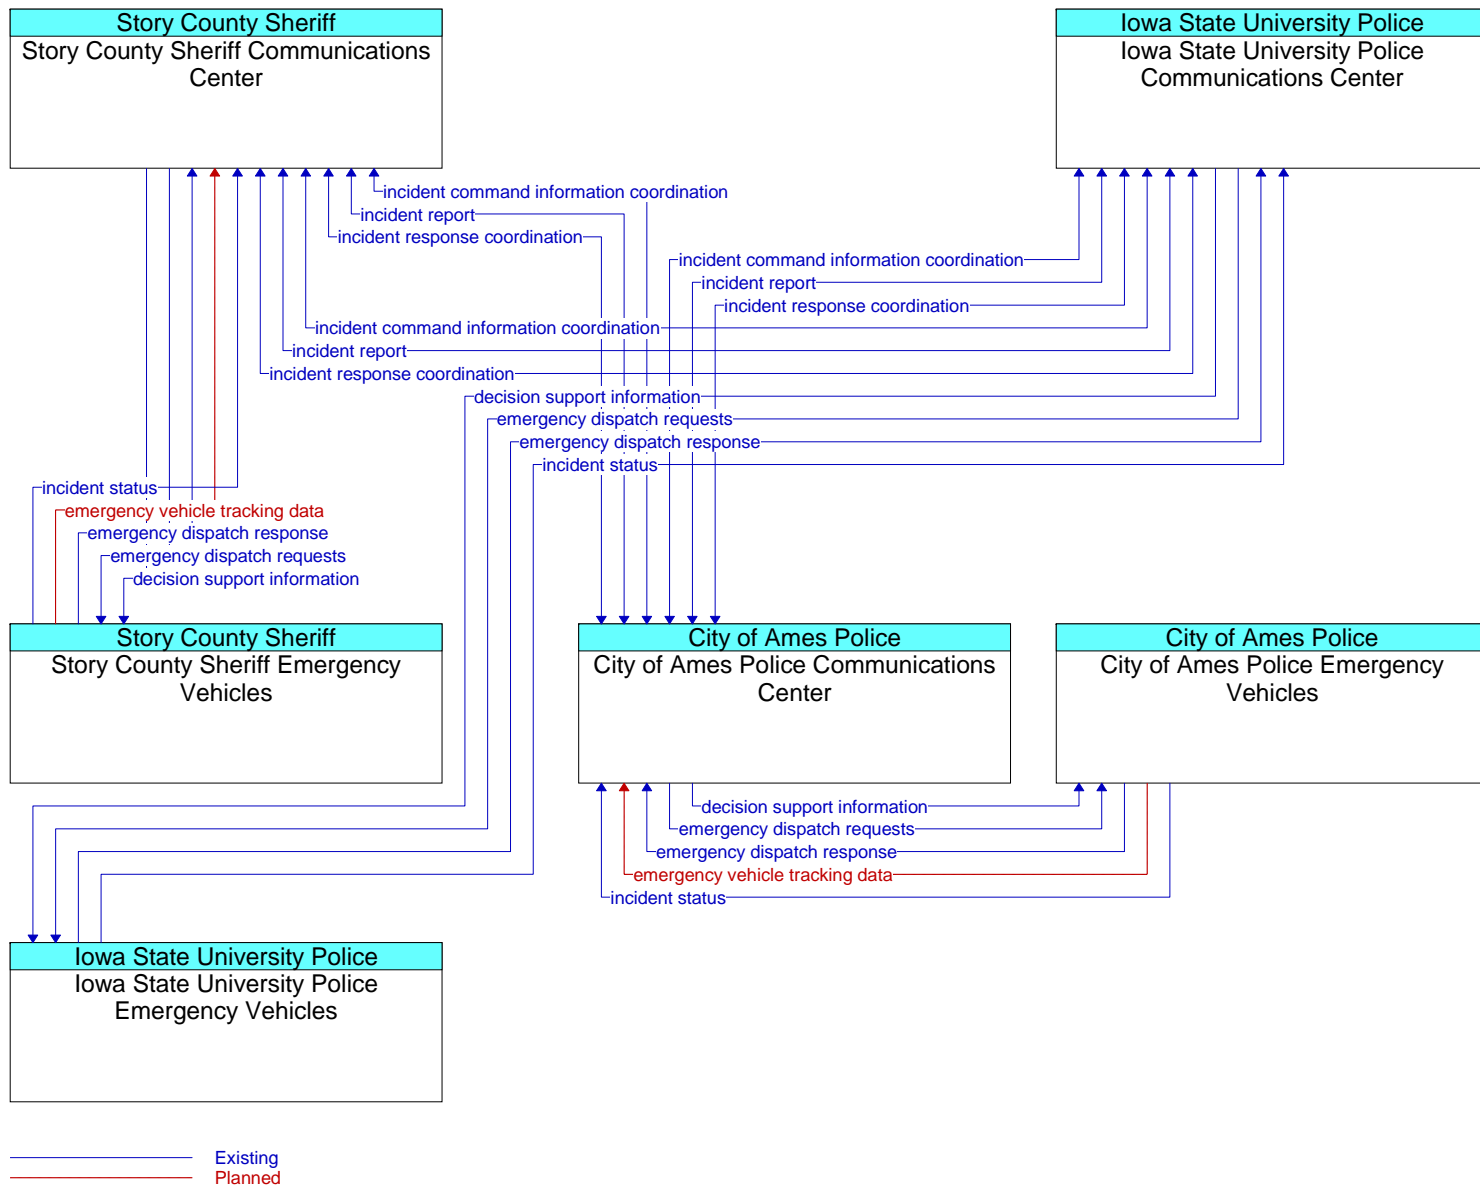 Story County Sheriff
Story County Sheriff Communications
Center
Iowa State University Police
Iowa State University Police
Communications Center
incident command information coordination
incident report
incident response coordination
incident command information coordination
incident report
incident response coordination
incident command information coordination
incident report
incident response coordination
decision support information
emergency dispatch requests
emergency dispatch response
incident status
incident status
emergency vehicle tracking data
emergency dispatch response
emergency dispatch requests
decision support information
Story County Sheriff
Story County Sheriff Emergency
Vehicles
City of Ames Police
City of Ames Police Communications
Center
City of Ames Police
City of Ames Police Emergency
Vehicles
decision support information
emergency dispatch requests
emergency dispatch response
emergency vehicle tracking data
incident status
Iowa State University Police
Iowa State University Police
Emergency Vehicles
Existing
Planned